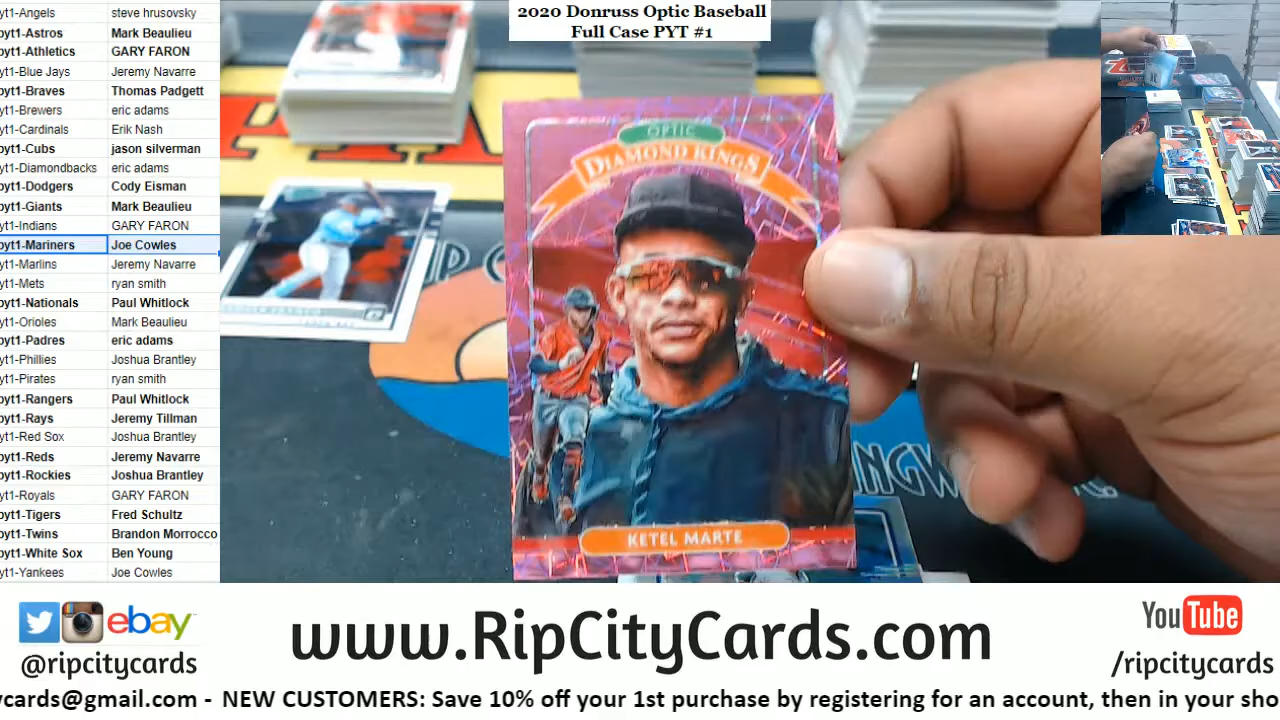 2020 Donruss Optic Baseball
Full Case PYT #1
yt1-Angels steve hrusovsky
pyt1-Astros Mark Beaulieu
pyt1-Athletics GARY FARON
pyt1-Blue Jays Jeremy Navarre
pyt1-Braves Thomas Padgett
pyt1-Brewers eric adams
pyt1-Cardinals Erik Nash
pyt1-Cubs jason silverman
pyt1-Diamondbacks eric adams
pyt1-Dodgers Cody Eisman
pyt1-Giants Mark Beaulieu
pyt1-Indians GARY FARON
pyt1-Mariners Joe Cowles
pyt1-Marlins Jeremy Navarre
pyt1-Mets ryan smith
pyt1-Nationals Paul Whitlock
pyt1-Orioles Mark Beaulieu
pyt1-Padres eric adams
pyt1-Phillies Joshua Brantley
pyt1-Pirates ryan smith
pyt1-Rangers Paul Whitlock
pyt1-Rays Jeremy Tillman
pyt1-Red Sox Joshua Brantley
pyt1-Reds Jeremy Navarre
pyt1-Rockies Joshua Brantley
pyt1-Royals GARY FARON
pyt1-Tigers Fred Schultz
pyt1-Twins Brandon Morrocco
pyt1-White Sox Ben Young
pyt1-Yankees Joe Cowles
OPTIC
DIAMOND KINGS
KETEL MARTE
ebay
@ripcitycards
www.RipCityCards.com
YouTube
/ripcitycards
ycards@gmail.com - NEW CUSTOMERS: Save 10% off your 1st purchase by registering for an account, then in your sho